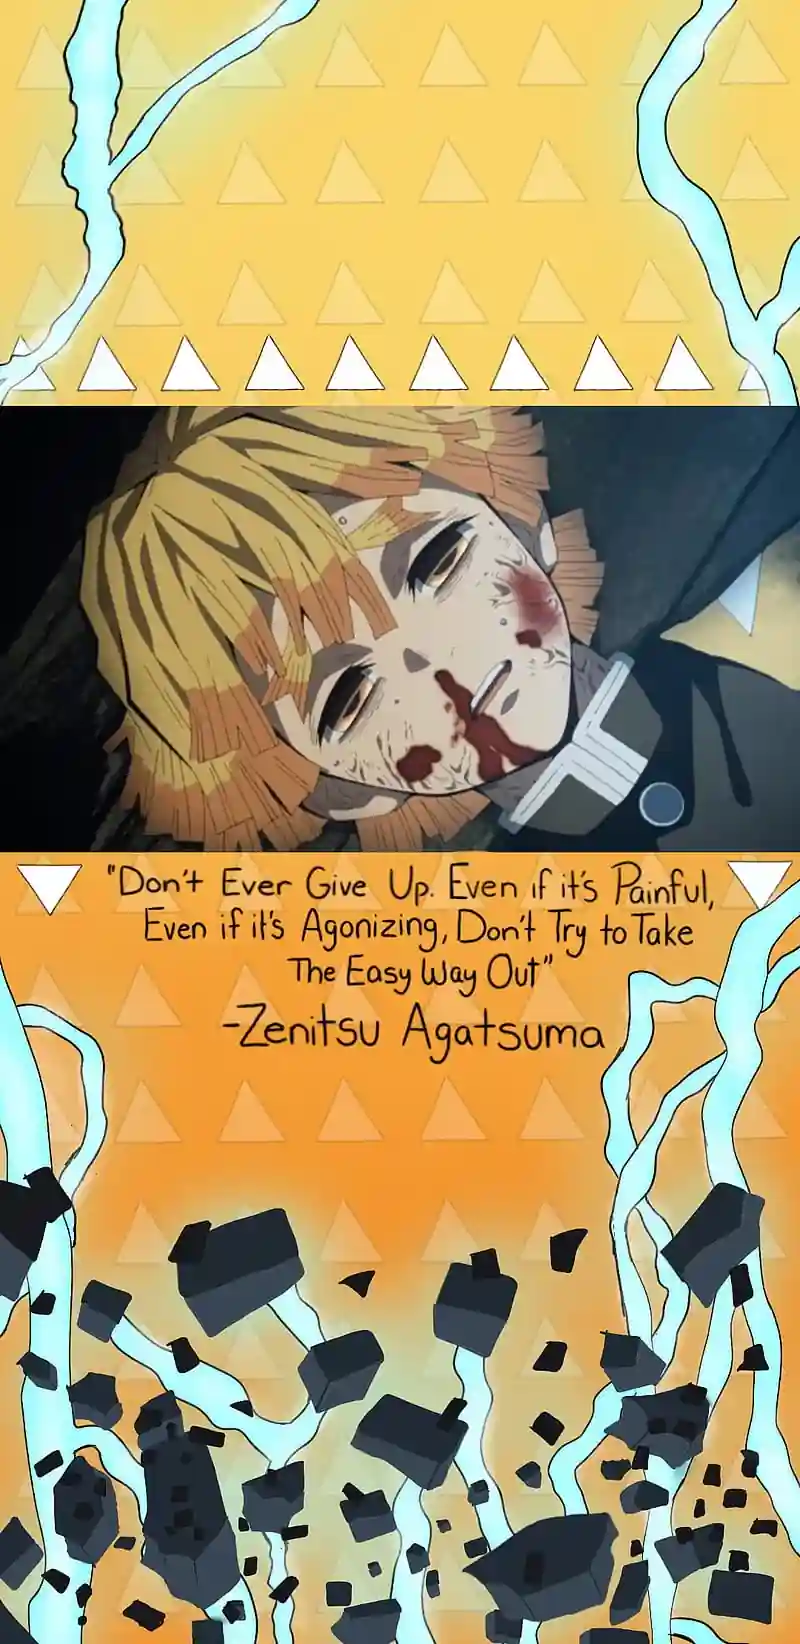 "Don't Ever Give Up. Even if it's Painful,
Even if it's Agonizing, Don't Try to Take
The Easy Way Out"
-Zenitsu Agatsuma